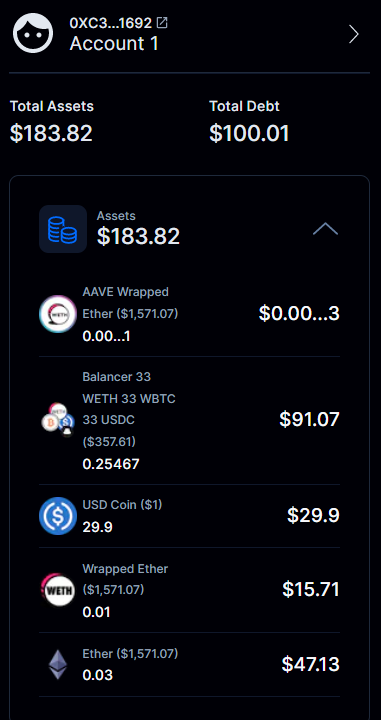 0XC3...1692
Account 1
Total Assets
Total Debt
$183.82
$100.01
Assets
$183.82
AAVE Wrapped
Ether ($1,571.07)
0.00...1
$0.00...3
Balancer 33
WETH 33 WBTC
33 USDC
($357.61)
0.25467
$91.07
USD Coin ($1)
29.9
$29.9
Wrapped Ether
($1,571.07)
0.01
$15.71
WETH
Ether ($1,571.07)
0.03
$47.13